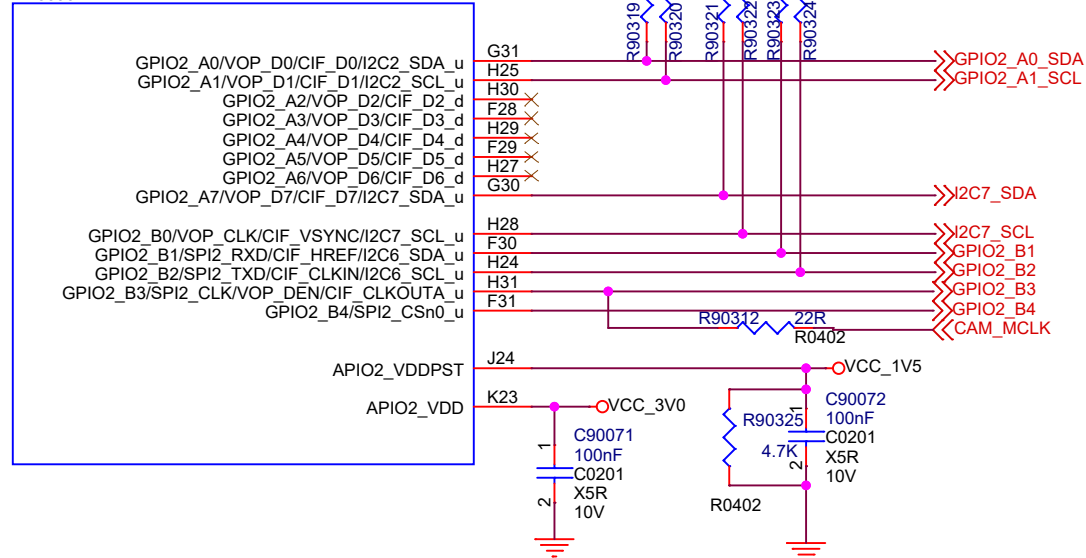 R90319
R90320
R90321
R90322
R90323
R90324
GPIO2_A0/VOP_D0/CIF_D0/I2C2_SDA_u G31 GPIO2_A0_SDA
GPIO2_A1/VOP_D1/CIF_D1/I2C2_SCL_u H25 GPIO2_A1_SCL
GPIO2_A2/VOP_D2/CIF_D2_d H30
GPIO2_A3/VOP_D3/CIF_D3_d F28
GPIO2_A4/VOP_D4/CIF_D4_d H29
GPIO2_A5/VOP_D5/CIF_D5_d F29
GPIO2_A6/VOP_D6/CIF_D6_d H27
GPIO2_A7/VOP_D7/CIF_D7/I2C7_SDA_u G30 I2C7_SDA
GPIO2_B0/VOP_CLK/CIF_VSYNC/I2C7_SCL_u H28 I2C7_SCL
GPIO2_B1/SPI2_RXD/CIF_HREF/I2C6_SDA_u F30 GPIO2_B1
GPIO2_B2/SPI2_TXD/CIF_CLKIN/I2C6_SCL_u H24 GPIO2_B2
GPIO2_B3/SPI2_CLK/VOP_DEN/CIF_CLKOUTA_u H31 GPIO2_B3
GPIO2_B4/SPI2_CSn0_u F31 GPIO2_B4
R90312 22R CAM_MCLK
R0402
APIO2_VDDPST J24 VCC_1V5
APIO2_VDD K23 VCC_3V0
C90071
100nF
C0201
X5R
10V
1
2
R90325
4.7K
R0402
C90072
100nF
C0201
X5R
10V
1
2